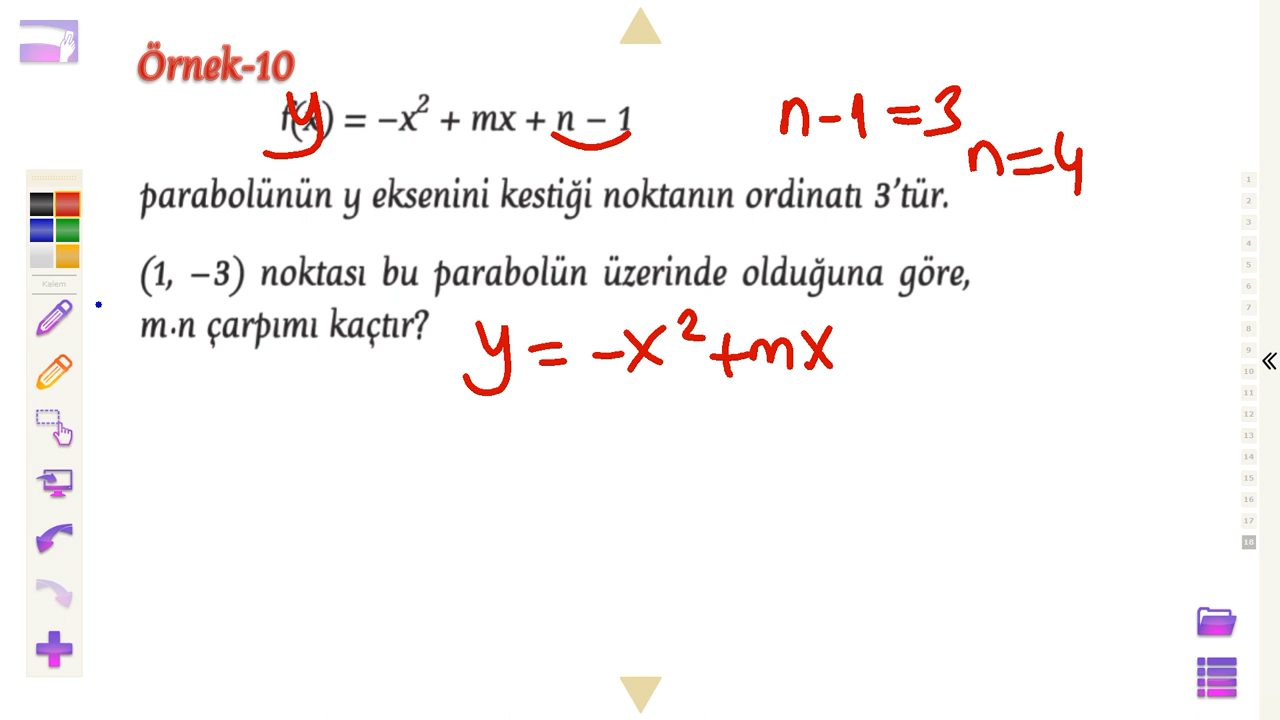 Örnek-10
f(x) = −x² + mx + n − 1
y
n-1=3
n=4
parabolünün y eksenini kestiği noktanın ordinatı 3’tür.
(1, −3) noktası bu parabolün üzerinde olduğuna göre,
m·n çarpımı kaçtır?
y = -x²+mx
Kalem
1
2
3
4
5
6
7
8
9
10
11
12
13
14
15
16
17
18